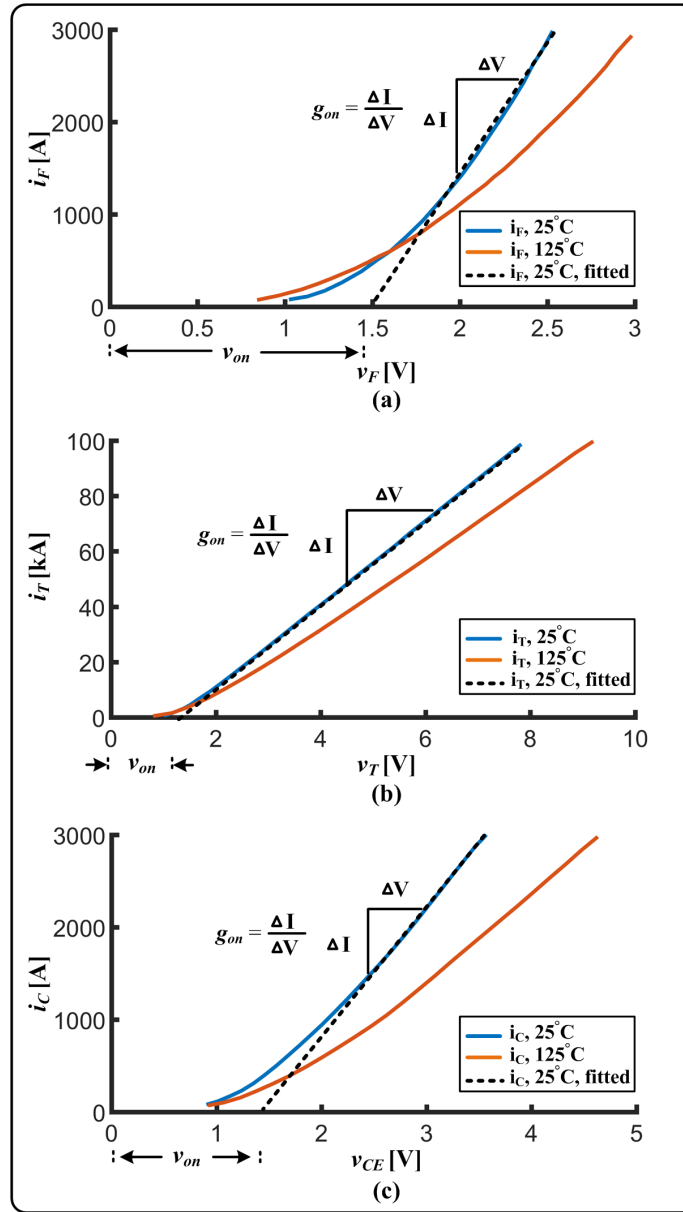 3000
2000
1000
0
i_F [A]
g_on = ΔI / ΔV
ΔI
ΔV
i_F, 25°C
i_F, 125°C
i_F, 25°C, fitted
0 0.5 1 1.5 2 2.5 3
v_on
v_F [V]
(a)
100
80
60
40
20
0
i_T [kA]
g_on = ΔI / ΔV
ΔI
ΔV
i_T, 25°C
i_T, 125°C
i_T, 25°C, fitted
0 2 4 6 8 10
v_on
v_T [V]
(b)
3000
2000
1000
0
i_C [A]
g_on = ΔI / ΔV
ΔI
ΔV
i_C, 25°C
i_C, 125°C
i_C, 25°C, fitted
0 1 2 3 4 5
v_on
v_CE [V]
(c)